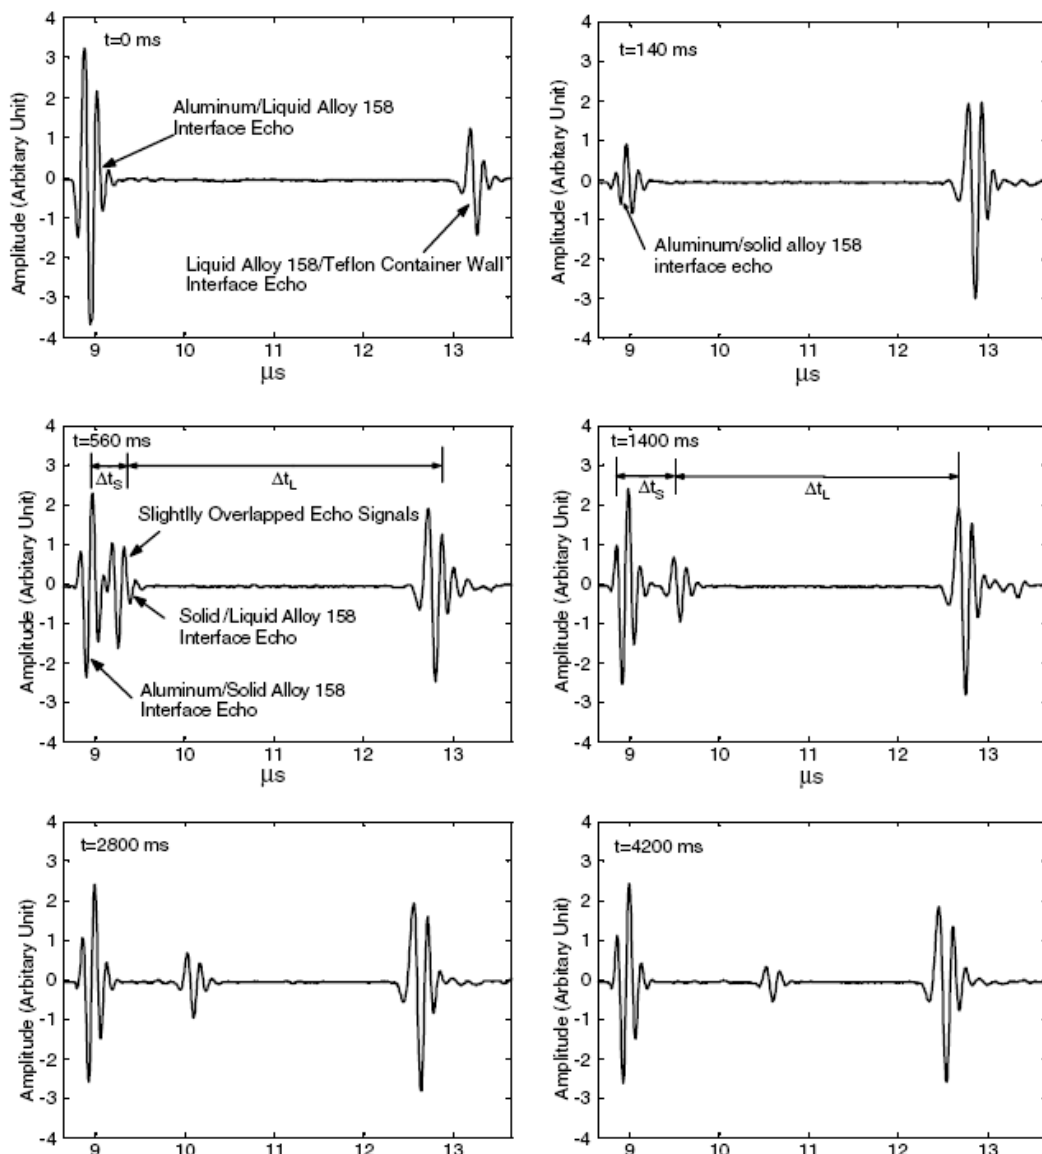 4
3
2
1
0
-1
-2
-3
-4
Amplitude (Arbitary Unit)
t=0 ms
Aluminum/Liquid Alloy 158
Interface Echo
Liquid Alloy 158/Teflon Container Wall
Interface Echo
9
10
11
12
13
μs
4
3
2
1
0
-1
-2
-3
-4
Amplitude (Arbitary Unit)
t=140 ms
Aluminum/solid alloy 158
interface echo
9
10
11
12
13
μs
4
3
2
1
0
-1
-2
-3
-4
Amplitude (Arbitary Unit)
t=560 ms
ΔtS
ΔtL
Slightlly Overlapped Echo Signals
Solid/Liquid Alloy 158
Interface Echo
Aluminum/Solid Alloy 158
Interface Echo
9
10
11
12
13
μs
4
3
2
1
0
-1
-2
-3
-4
Amplitude (Arbitary Unit)
t=1400 ms
ΔtS
ΔtL
9
10
11
12
13
μs
4
3
2
1
0
-1
-2
-3
-4
Amplitude (Arbitary Unit)
t=2800 ms
9
10
11
12
13
4
3
2
1
0
-1
-2
-3
-4
Amplitude (Arbitary Unit)
t=4200 ms
9
10
11
12
13